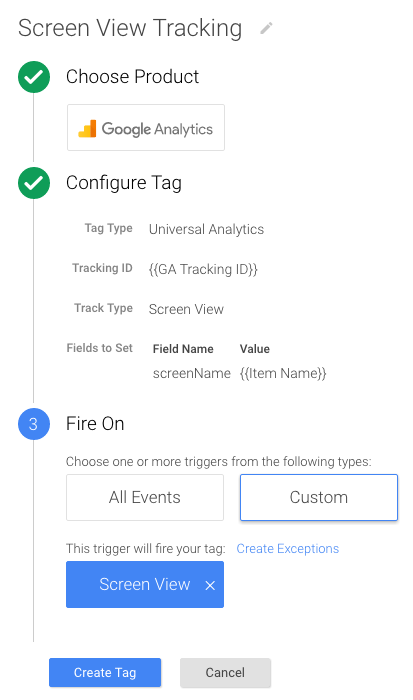 Screen View Tracking
Choose Product
Google Analytics
Configure Tag
Tag Type Universal Analytics
Tracking ID {{GA Tracking ID}}
Track Type Screen View
Fields to Set Field Name Value
screenName {{Item Name}}
3 Fire On
Choose one or more triggers from the following types:
All Events Custom
This trigger will fire your tag: Create Exceptions
Screen View ×
Create Tag Cancel